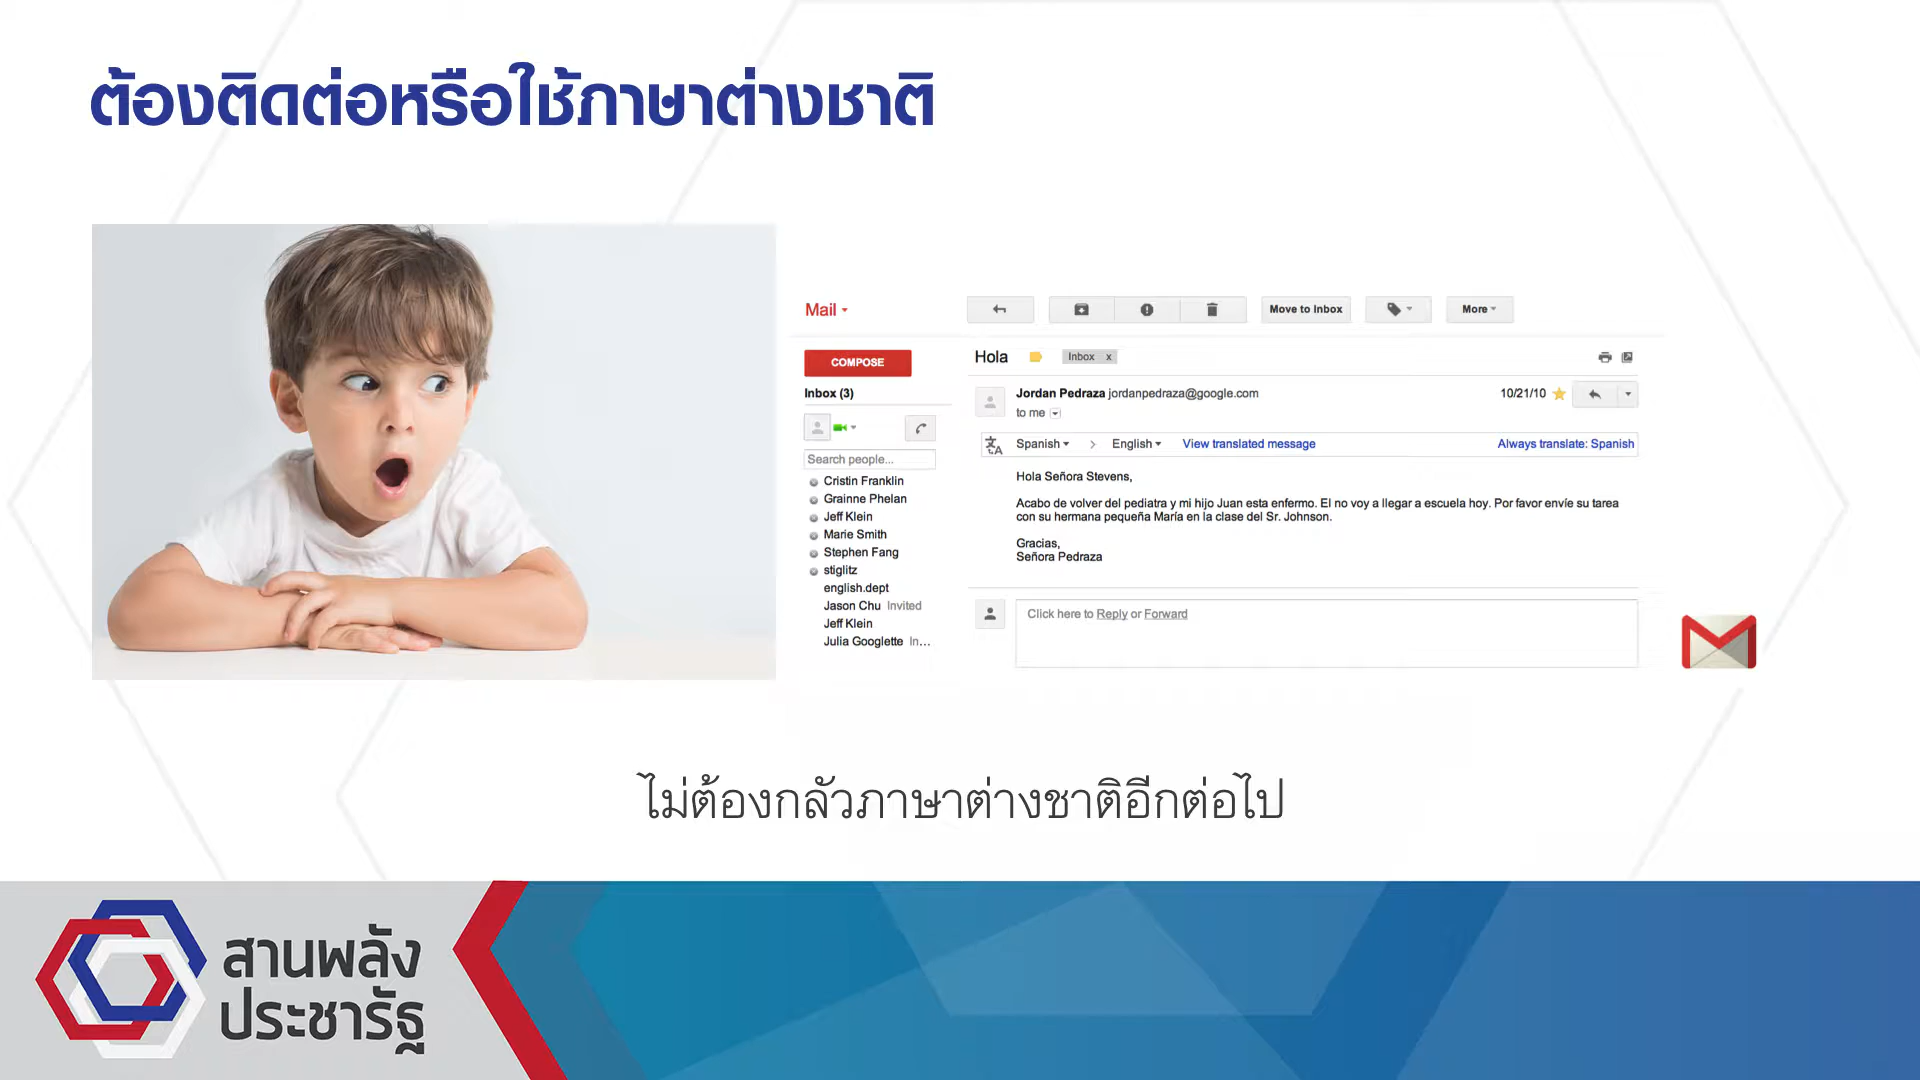 ต้องติดต่อหรือใช้ภาษาต่างชาติ
Mail
Move to Inbox
More
COMPOSE
Inbox (3)
Search people...
Cristin Franklin
Grainne Phelan
Jeff Klein
Marie Smith
Stephen Fang
stiglitz
english.dept
Jason Chu Invited
Jeff Klein
Julia Googlette In...
Hola
Inbox x
Jordan Pedraza jordanpedraza@google.com
10/21/10
to me
Spanish > English View translated message Always translate: Spanish
Hola Señora Stevens,
Acabo de volver del pediatra y mi hijo Juan esta enfermo. El no voy a llegar a escuela hoy. Por favor envíe su tarea
con su hermana pequeña María en la clase del Sr. Johnson.
Gracias,
Señora Pedraza
Click here to Reply or Forward
ไม่ต้องกลัวภาษาต่างชาติอีกต่อไป
สานพลัง
ประชารัฐ